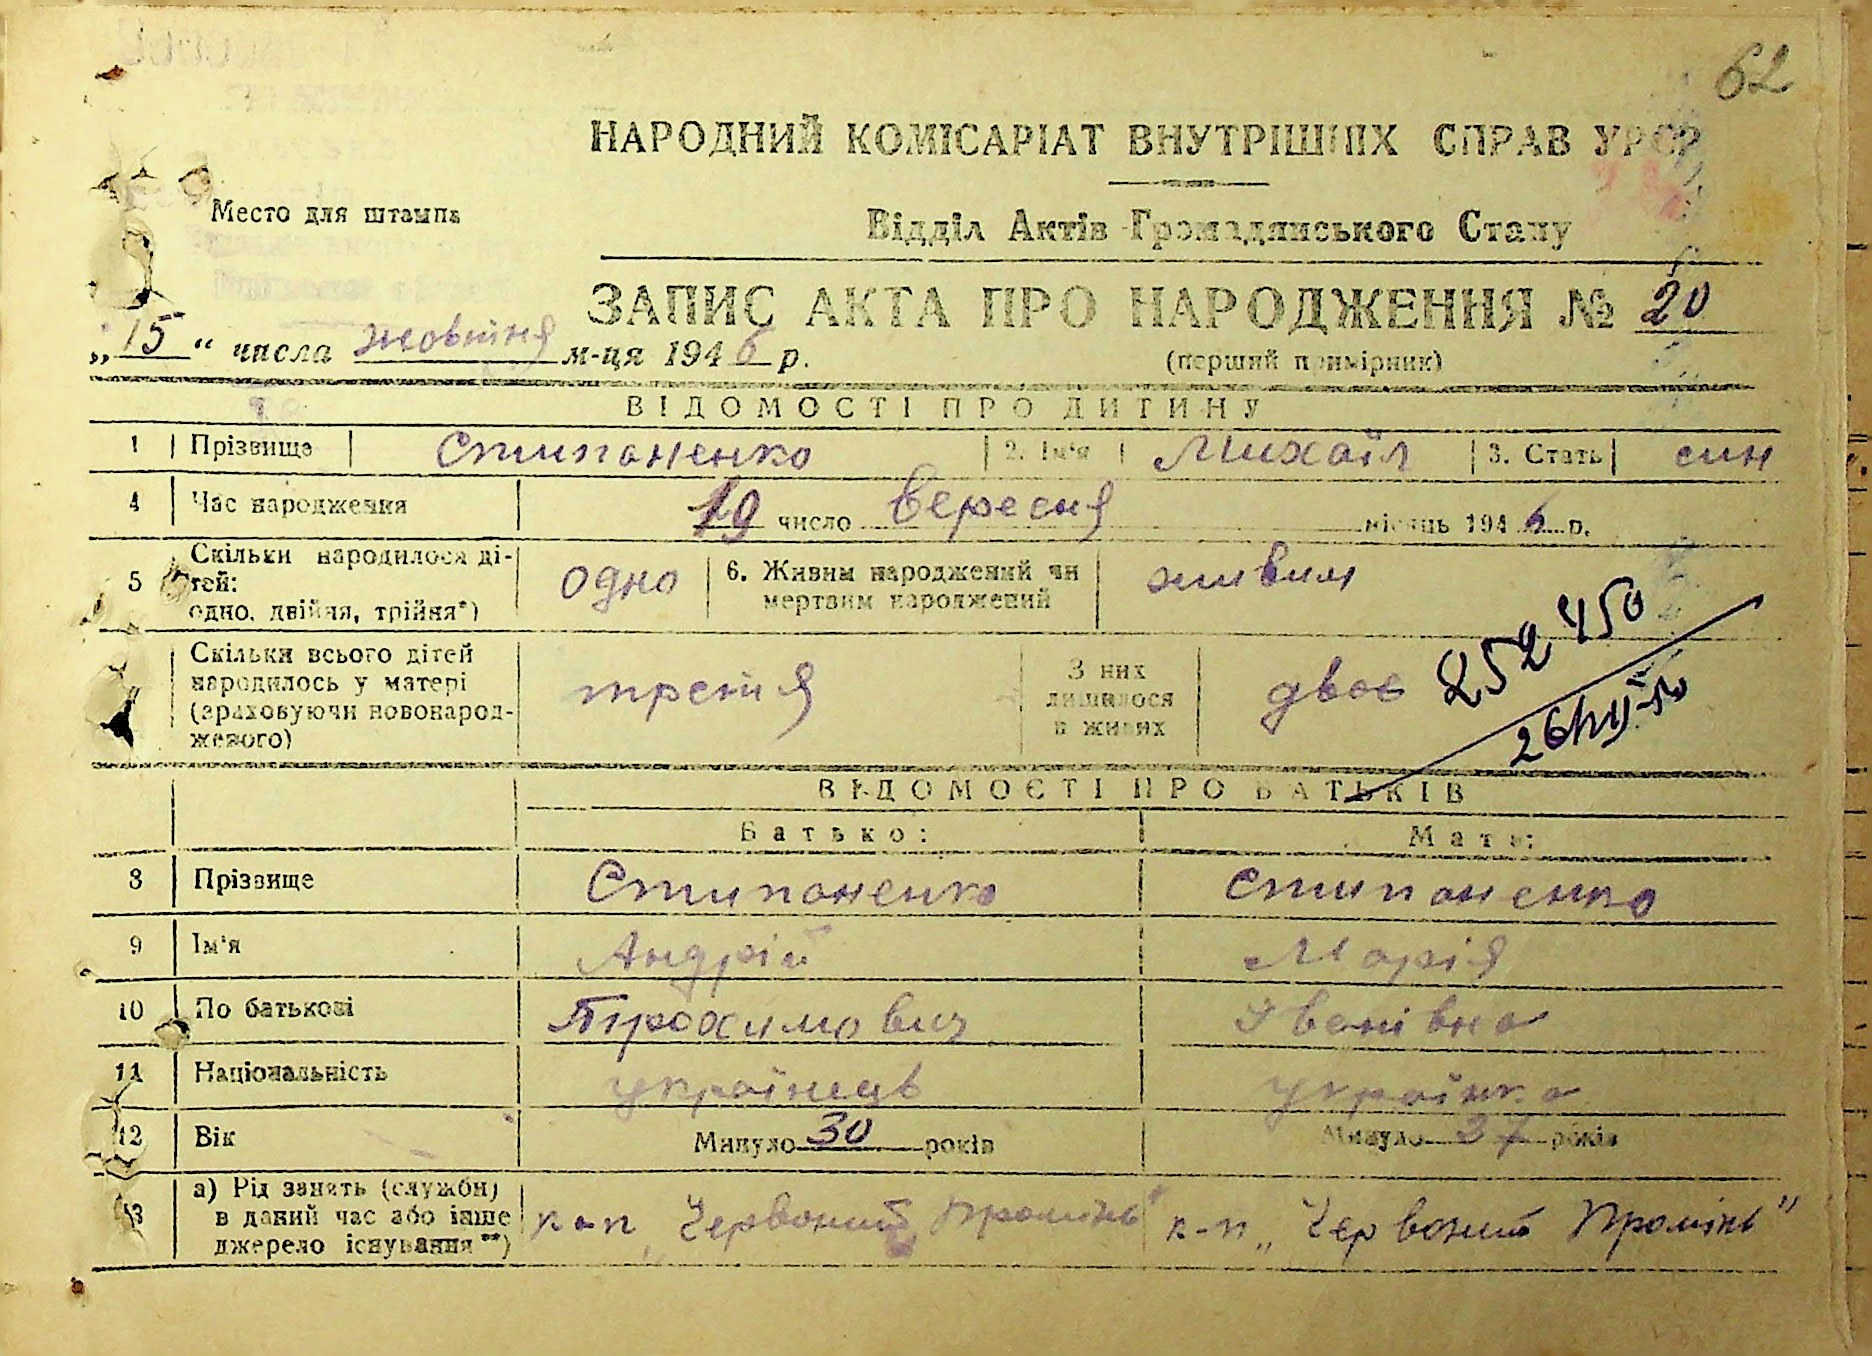 62
НАРОДНИЙ КОМІСАРІАТ ВНУТРІШНІХ СПРАВ УРСР
Место для штампа
Відділ Актів Громадянського Стану
ЗАПИС АКТА ПРО НАРОДЖЕННЯ № 20
„15“ числа жовтня м-ця 1946 р.
(перший примірник)
ВІДОМОСТІ ПРО ДИТИНУ
1 Прізвище Стипаненко 2. Ім'я Михайл 3. Стать син
4 Час народження 19 число вересня місяць 1946 р.
5 Скільки народилося ді-
тей:
одно, двійня, трійня*) одно 6. Живим народжений чи
мертвим народжений живим
Скільки всього дітей
народилось у матері
(враховуючи новонарод-
женого) третя З них
лишилося
в живих двоє
252450
ВІДОМОСТІ ПРО БАТЬКІВ
Батько: Мати:
8 Прізвище Стипаненко Стипаненко
9 Ім'я Андрій Марія
10 По батькові Іванівна
11 Національність українець українка
12 Вік Минуло 30 років Минуло 37 років
13 а) Рід занять (служби)
в даний час або інше
джерело існування**) к-п „Червоний Промінь" к-п „Червоний Промінь"